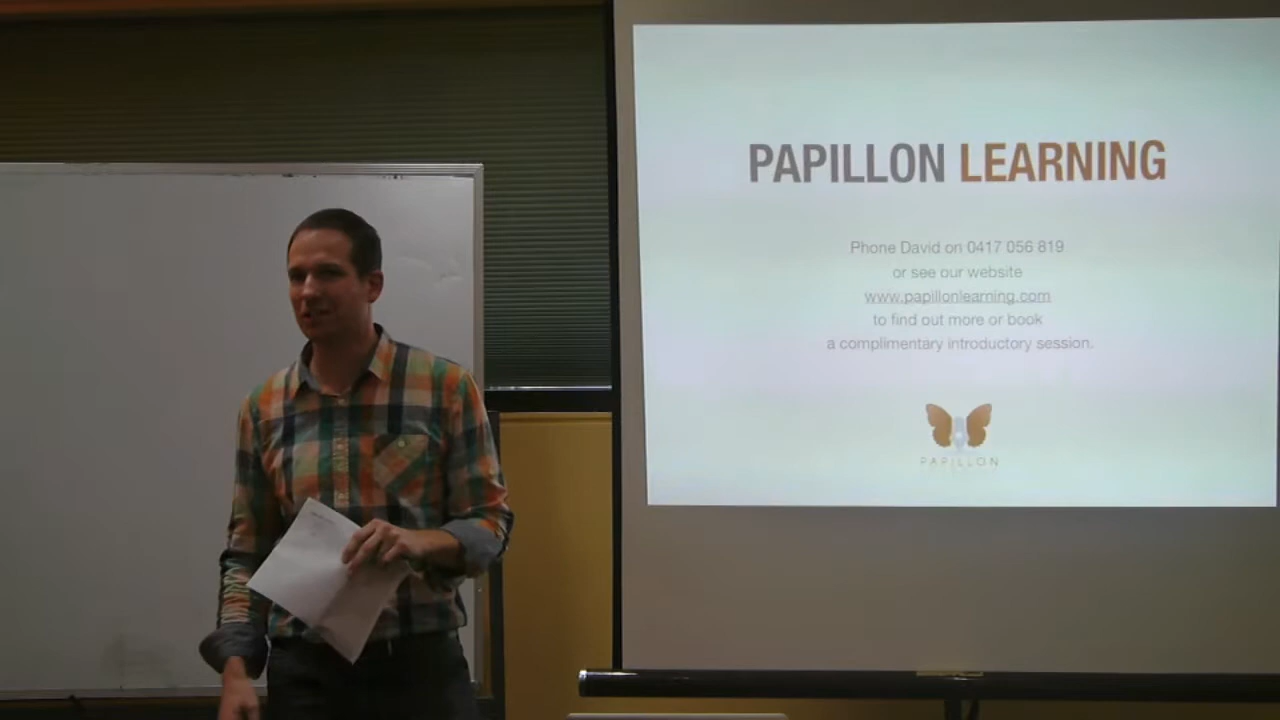 PAPILLON LEARNING
Phone David on 0417 056 819
or see our website
www.papillonlearning.com
to find out more or book
a complimentary introductory session.
PAPILLON